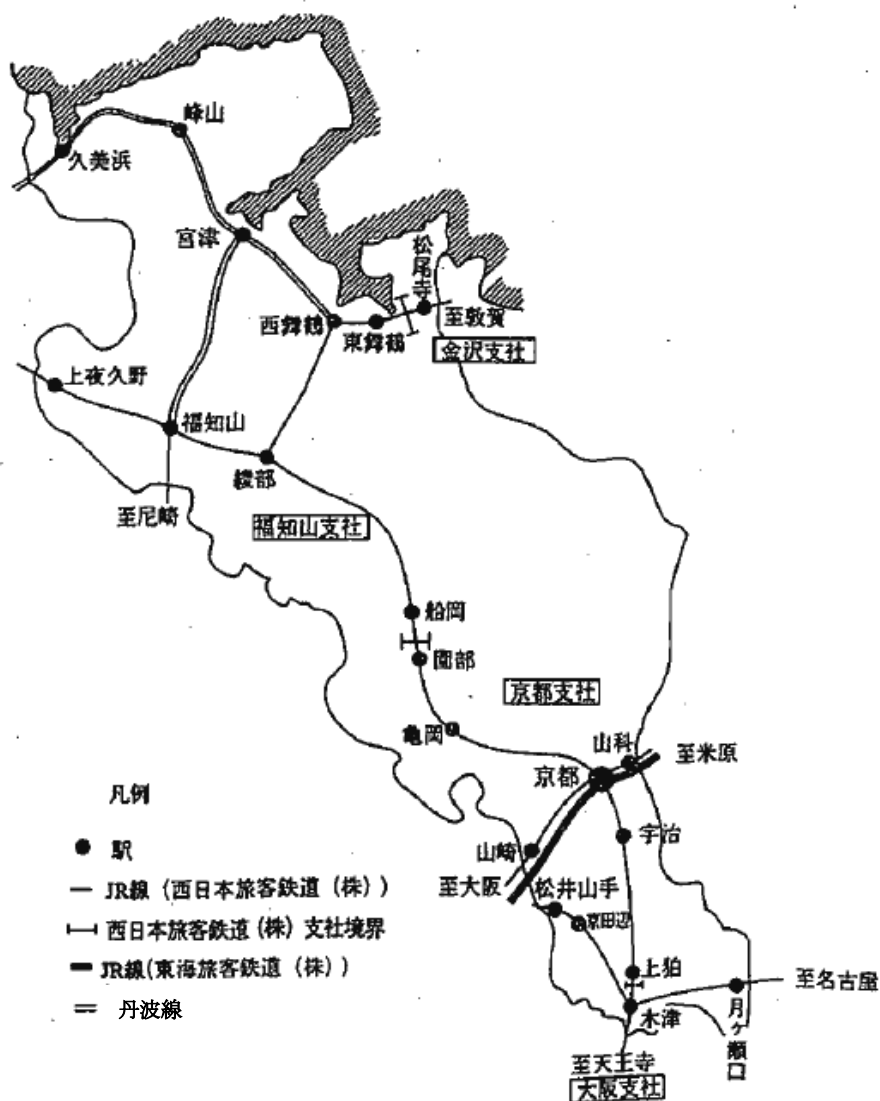 峰山
久美浜
宮津
松尾寺
西舞鶴
東舞鶴
至敦賀
金沢支社
上夜久野
福知山
綾部
至尼崎
福知山支社
船岡
園部
京都支社
亀岡
山科
至米原
京都
凡例
駅
宇治
山崎
JR線（西日本旅客鉄道（株））
至大阪
松井山手
京田辺
西日本旅客鉄道（株）支社境界
JR線（東海旅客鉄道（株））
上狛
至名古屋
丹波線
木津
月ヶ瀬口
至天王寺
大阪支社